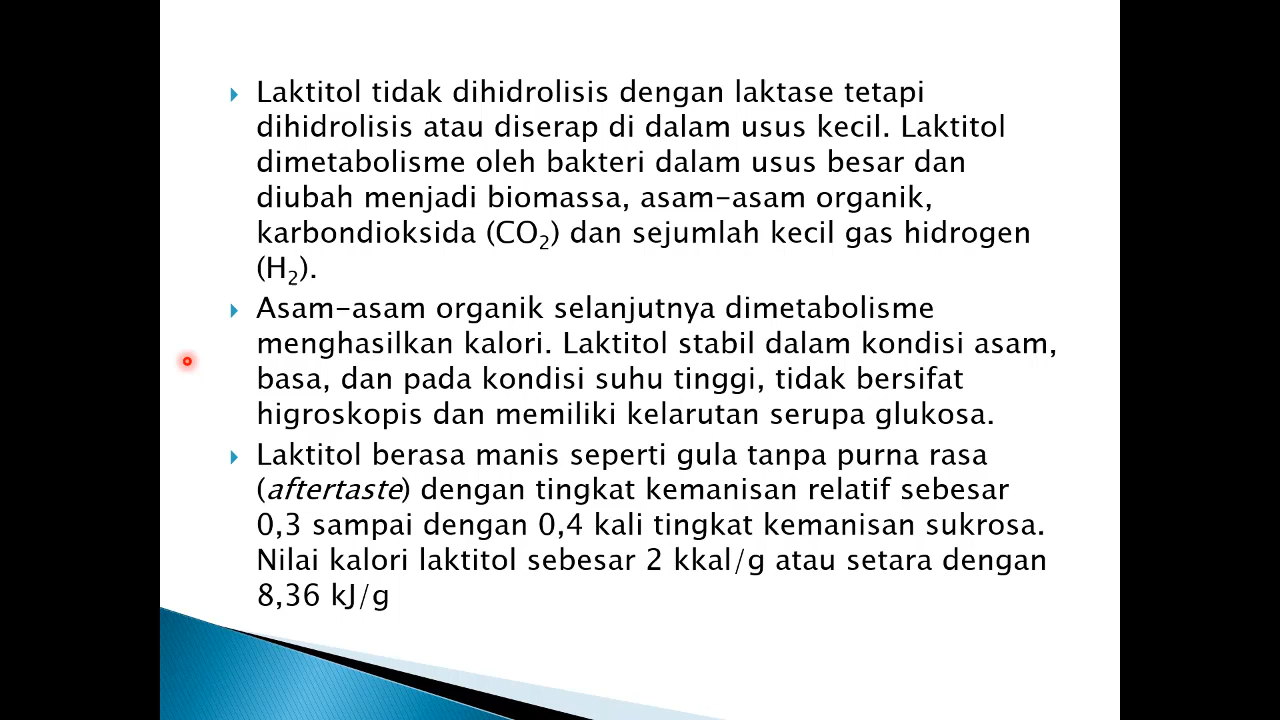 Laktitol tidak dihidrolisis dengan laktase tetapi
dihidrolisis atau diserap di dalam usus kecil. Laktitol
dimetabolisme oleh bakteri dalam usus besar dan
diubah menjadi biomassa, asam-asam organik,
karbondioksida (CO₂) dan sejumlah kecil gas hidrogen
(H₂).
Asam-asam organik selanjutnya dimetabolisme
menghasilkan kalori. Laktitol stabil dalam kondisi asam,
basa, dan pada kondisi suhu tinggi, tidak bersifat
higroskopis dan memiliki kelarutan serupa glukosa.
Laktitol berasa manis seperti gula tanpa purna rasa
(aftertaste) dengan tingkat kemanisan relatif sebesar
0,3 sampai dengan 0,4 kali tingkat kemanisan sukrosa.
Nilai kalori laktitol sebesar 2 kkal/g atau setara dengan
8,36 kJ/g